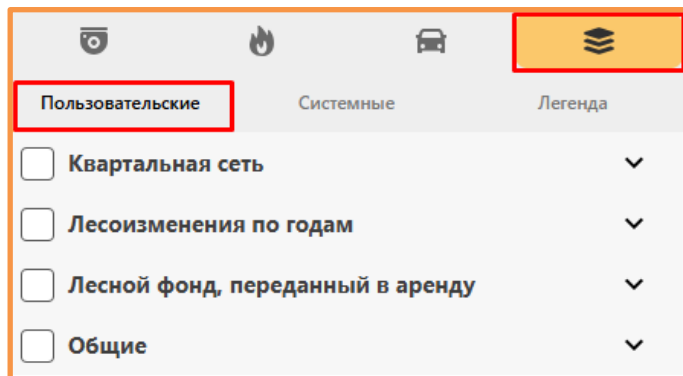 Пользовательские Системные Легенда
Квартальная сеть
Лесоизменения по годам
Лесной фонд, переданный в аренду
Общие